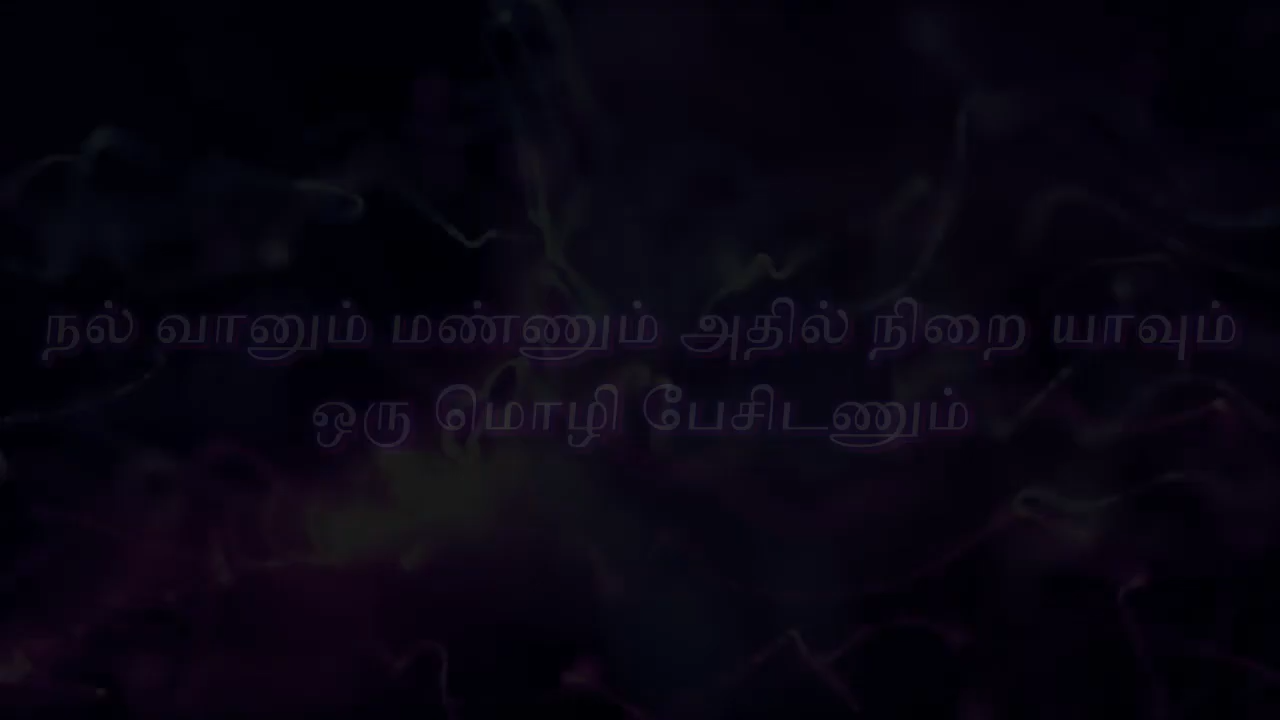 நல் வானும் மண்ணும் அதில் நிறை யாவும்
ஒரு மொழி பேசிடணும்